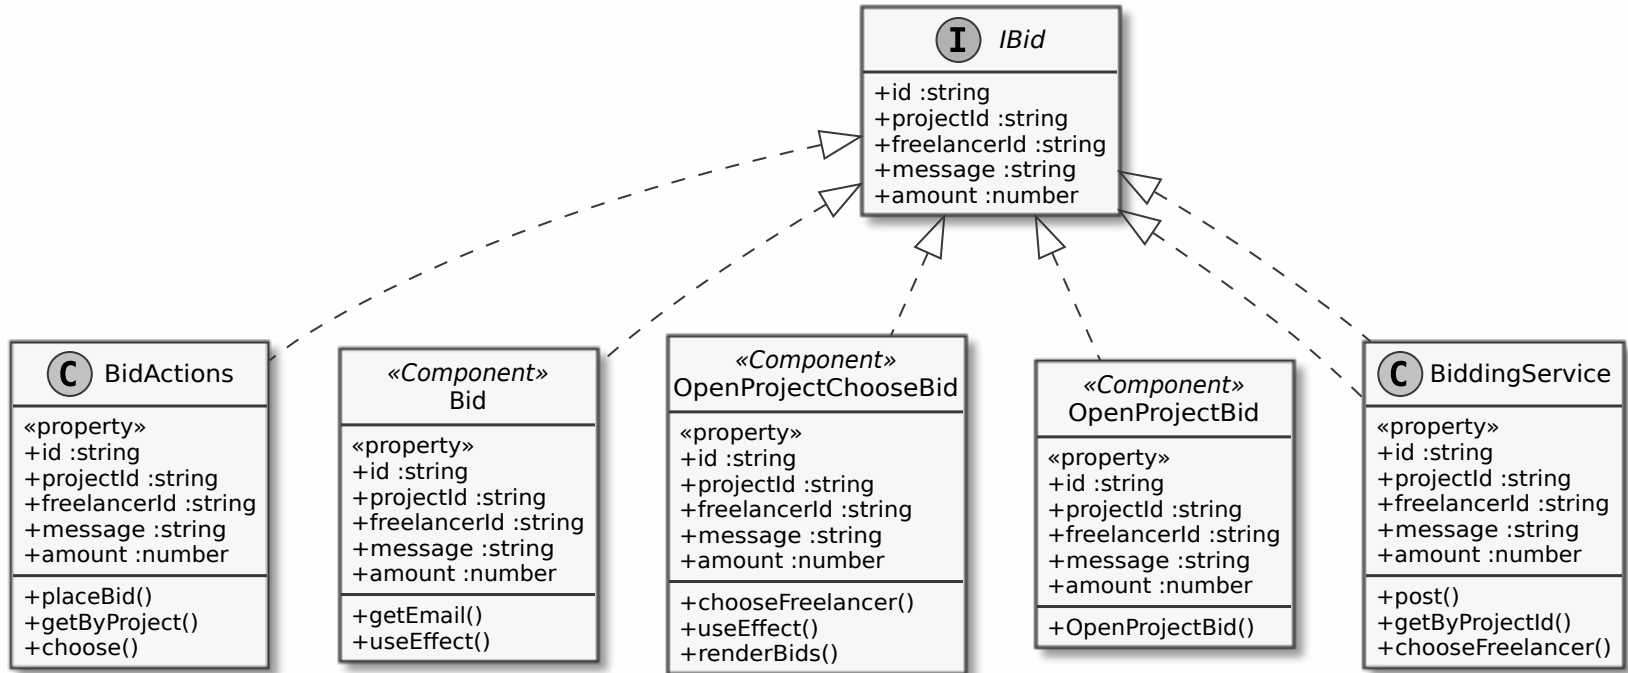 I IBid
+id :string
+projectId :string
+freelancerId :string
+message :string
+amount :number
C BidActions
«property»
+id :string
+projectId :string
+freelancerId :string
+message :string
+amount :number
+placeBid()
+getByProject()
+choose()
«Component»
Bid
«property»
+id :string
+projectId :string
+freelancerId :string
+message :string
+amount :number
+getEmail()
+useEffect()
«Component»
OpenProjectChooseBid
«property»
+id :string
+projectId :string
+freelancerId :string
+message :string
+amount :number
+chooseFreelancer()
+useEffect()
+renderBids()
«Component»
OpenProjectBid
«property»
+id :string
+projectId :string
+freelancerId :string
+message :string
+amount :number
+OpenProjectBid()
C BiddingService
«property»
+id :string
+projectId :string
+freelancerId :string
+message :string
+amount :number
+post()
+getByProjectId()
+chooseFreelancer()